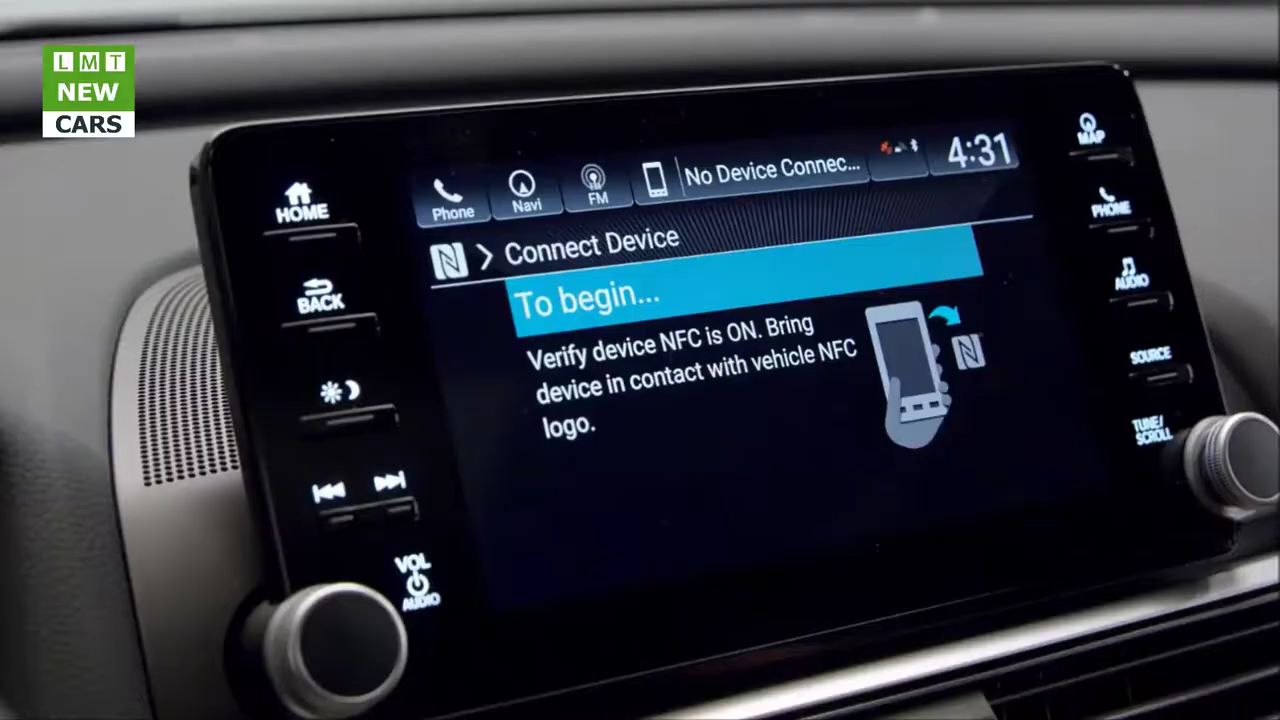 LMT
NEW
CARS
HOME
BACK
VOL
AUDIO
Phone
Navi
FM
No Device Connec...
4:31
Connect Device
To begin...
Verify device NFC is ON. Bring
device in contact with vehicle NFC
logo.
MAP
PHONE
AUDIO
SOURCE
TUNE/
SCROLL